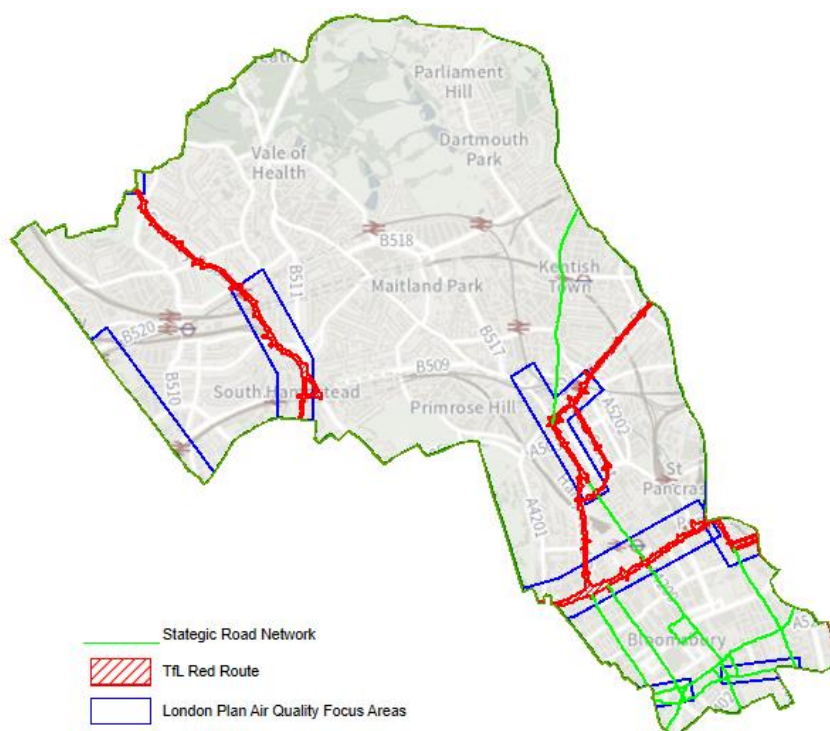 Parliament
Hill
Vale of
Health
Dartmouth
Park
B518
B511
Kentish
Town
Maitland Park
B520
B517
B509
B510
South Hampstead
Primrose Hill
A5202
St
Pancras
A4201
Bloomsbury
Stategic Road Network
TfL Red Route
London Plan Air Quality Focus Areas